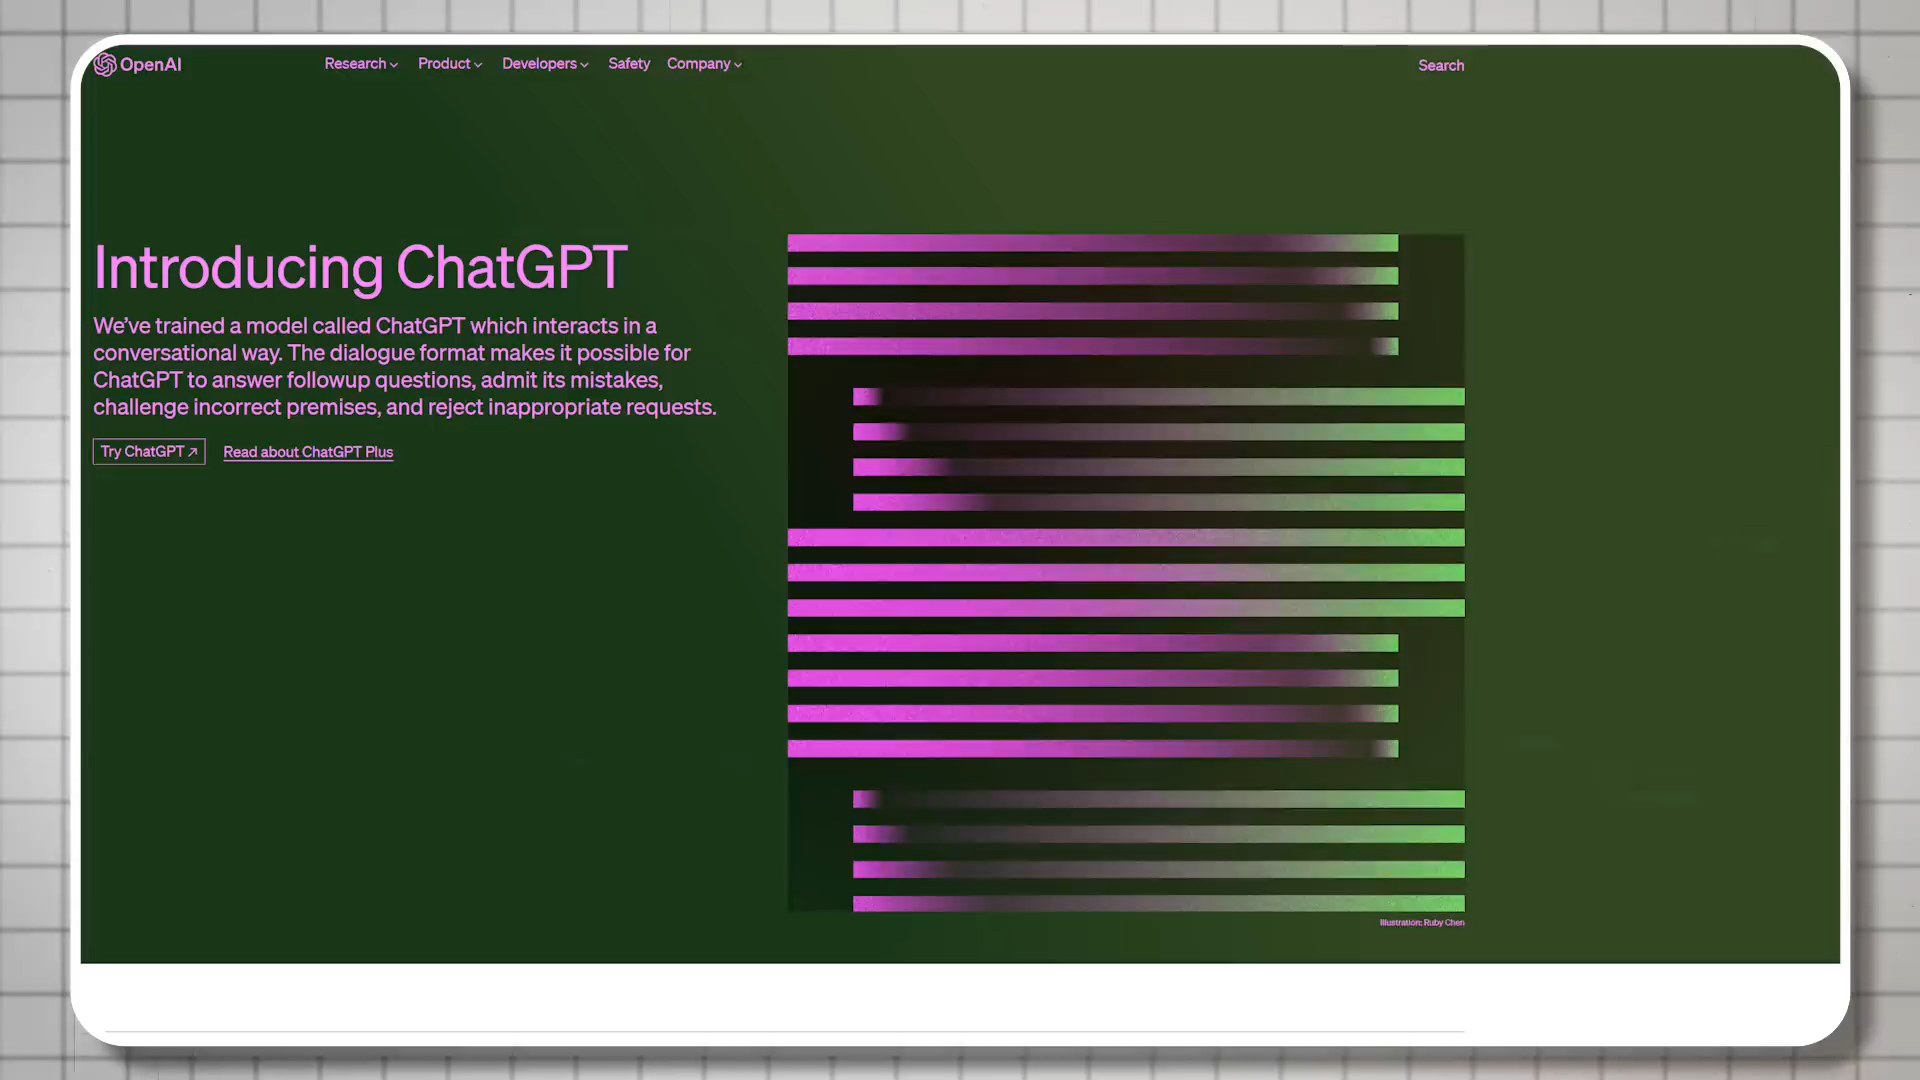 OpenAI
Research Product Developers Safety Company
Search
Introducing ChatGPT
We’ve trained a model called ChatGPT which interacts in a
conversational way. The dialogue format makes it possible for
ChatGPT to answer followup questions, admit its mistakes,
challenge incorrect premises, and reject inappropriate requests.
Try ChatGPT ↗
Read about ChatGPT Plus
Illustration: Ruby Chen